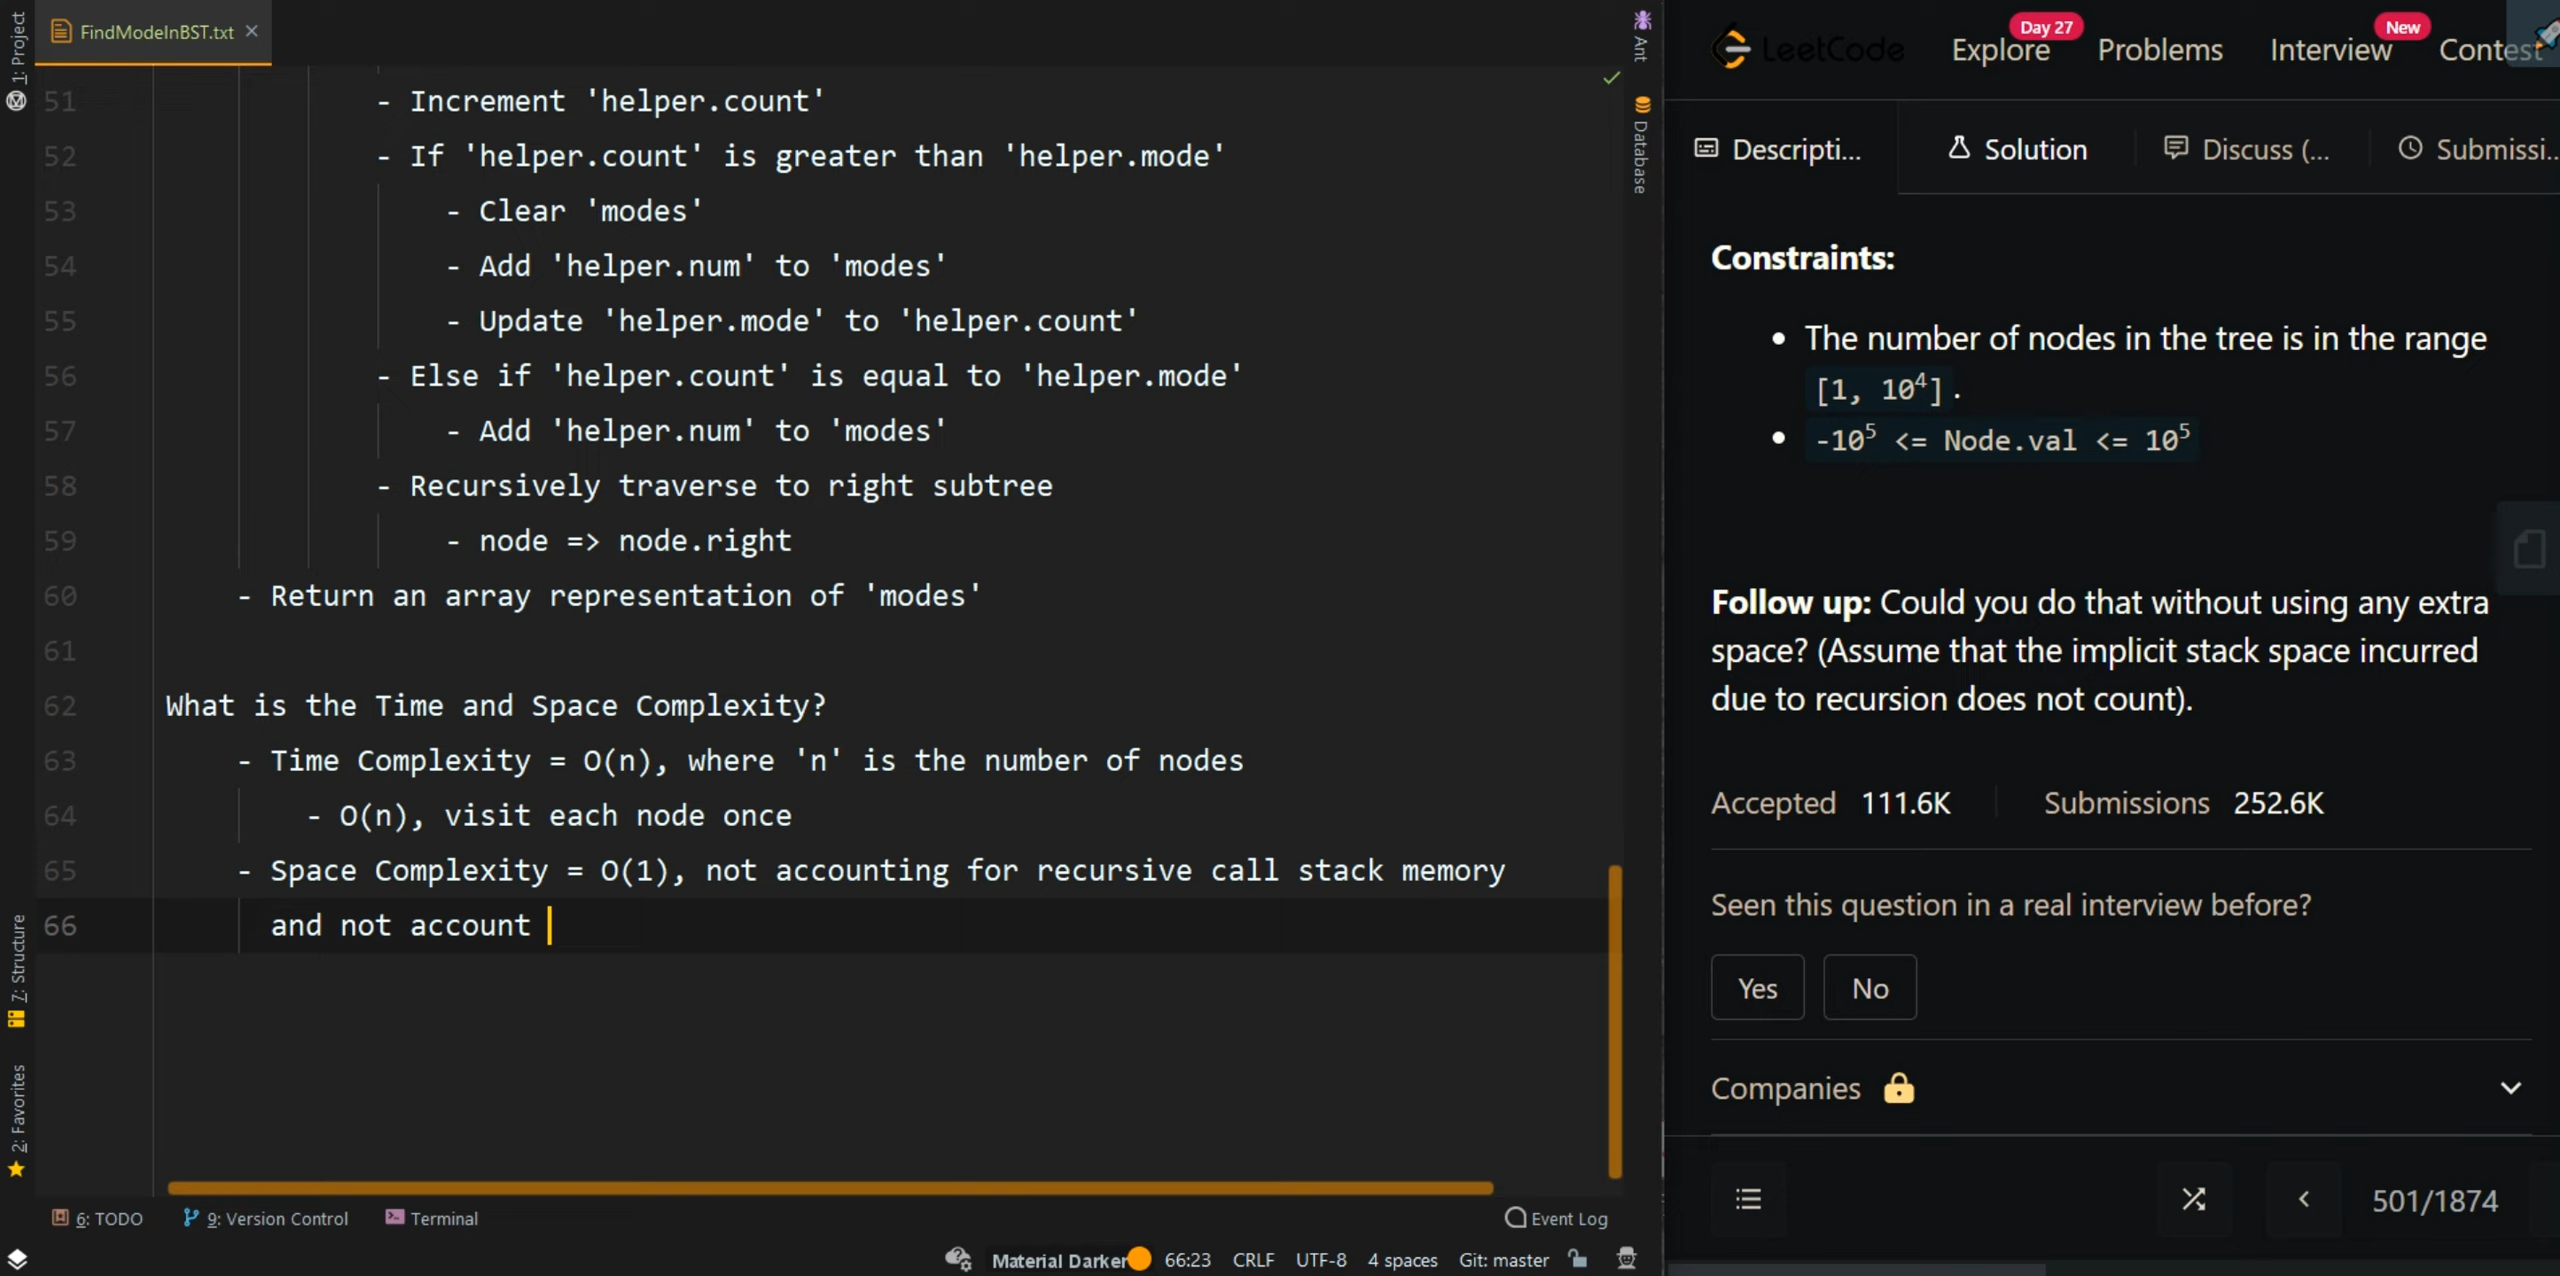 1: Project
FindModeInBST.txt
51 - Increment 'helper.count'
52 - If 'helper.count' is greater than 'helper.mode'
53 - Clear 'modes'
54 - Add 'helper.num' to 'modes'
55 - Update 'helper.mode' to 'helper.count'
56 - Else if 'helper.count' is equal to 'helper.mode'
57 - Add 'helper.num' to 'modes'
58 - Recursively traverse to right subtree
59 - node => node.right
60 - Return an array representation of 'modes'
61
62 What is the Time and Space Complexity?
63 - Time Complexity = O(n), where 'n' is the number of nodes
64 - O(n), visit each node once
65 - Space Complexity = O(1), not accounting for recursive call stack memory
66 and not account
7: Structure
2: Favorites
Ant
Database
6: TODO
9: Version Control
Terminal
Event Log
Material Darker 66:23 CRLF UTF-8 4 spaces Git: master
LeetCode
Day 27
Explore
Problems
New
Interview
Contest
Descripti...
Solution
Discuss (...
Submissi...
Constraints:
• The number of nodes in the tree is in the range
[1, 10⁴].
• -10⁵ <= Node.val <= 10⁵
Follow up: Could you do that without using any extra
space? (Assume that the implicit stack space incurred
due to recursion does not count).
Accepted 111.6K Submissions 252.6K
Seen this question in a real interview before?
Yes No
Companies
501/1874